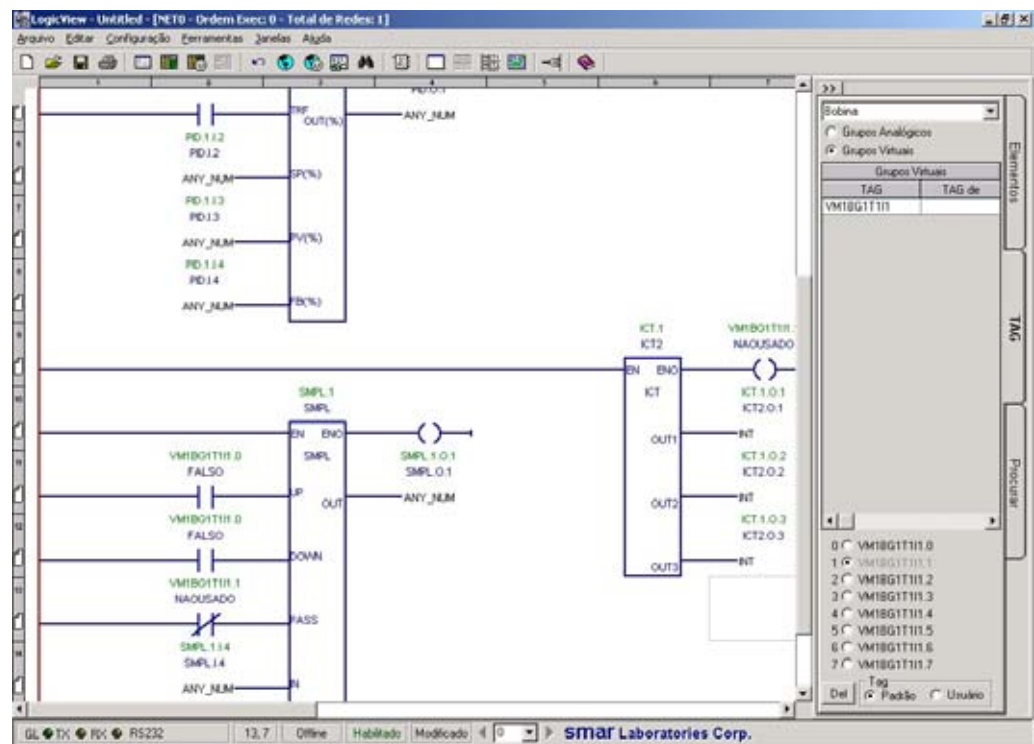 LogicView - Untitled - [NET0 - Ordem Exec: 0 - Total de Redes: 1]
Arquivo Editar Configuração Ferramentas Janelas Ajuda
TRF
OUT(%)
ANY_NUM
PID.1.I.2
PID.I.2
ANY_NUM
SP(%)
PID.1.I.3
PID.I.3
ANY_NUM
PV(%)
PID.1.I.4
PID.I.4
ANY_NUM
FB(%)
ICT.1
ICT2
VM1BG1T1I1.
NAOUSADO
EN ENO
ICT
ICT.1.O.1
ICT2.O.1
OUT1
INT
ICT.1.O.2
ICT2.O.2
OUT2
INT
ICT.1.O.3
ICT2.O.3
OUT3
INT
SMPL.1
SMPL
EN ENO
SMPL
SMPL.1.O.1
SMPL.O.1
VM1BG1T1I1.0
FALSO
UP
OUT
ANY_NUM
VM1BG1T1I1.0
FALSO
DOWN
VM1BG1T1I1.1
NAOUSADO
PASS
SMPL.1.I.4
SMPL.I.4
ANY_NUM
IN
>>
Bobina
Grupos Analógicos
Grupos Virtuais
Grupos Virtuais
TAG TAG de
VM1BG1T1I1
0 VM1BG1T1I1.0
1 VM1BG1T1I1.1
2 VM1BG1T1I1.2
3 VM1BG1T1I1.3
4 VM1BG1T1I1.4
5 VM1BG1T1I1.5
6 VM1BG1T1I1.6
7 VM1BG1T1I1.7
Del
Tag
Padrão Usuário
Elementos
TAG
Procurar
GL TX RX RS232 13,7 Offline Habilitado Modificado 0 smar Laboratories Corp.